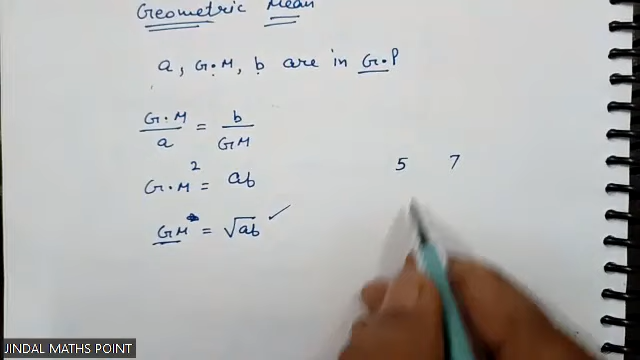 Geometric Mean
a, G.M, b are in G.P
G.M/a = b/GM
G.M² = ab
GM = √ab ✓
5 7
JINDAL MATHS POINT